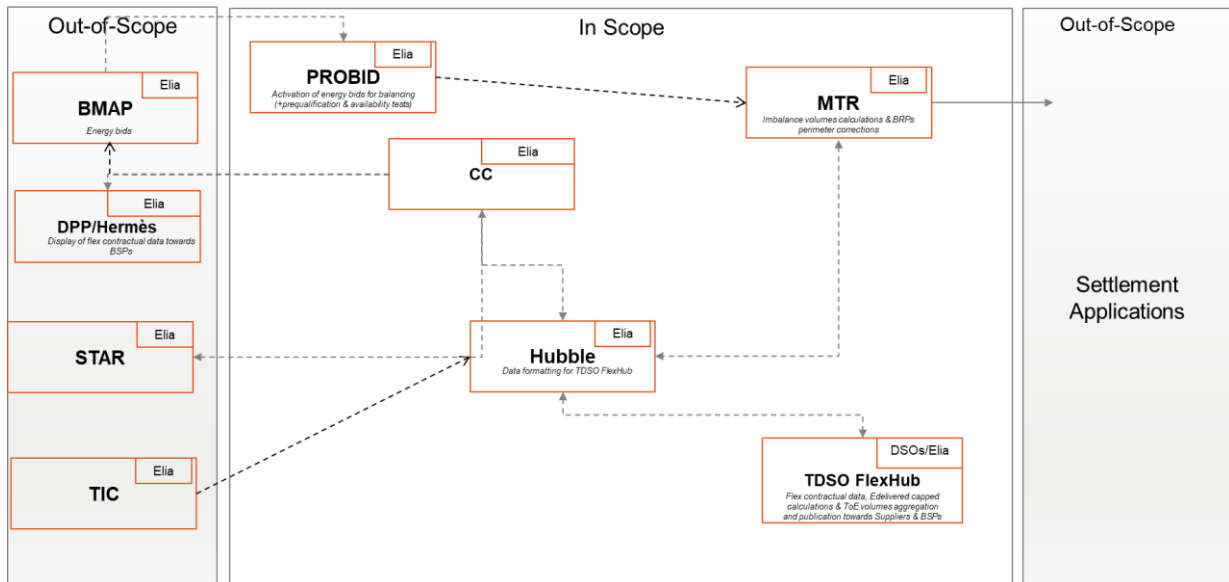 Out-of-Scope
In Scope
Out-of-Scope
Elia
BMAP
Energy bids
Elia
DPP/Hermès
Display of flex contractual data towards
BSPs
Elia
STAR
Elia
TIC
Elia
PROBID
Activation of energy bids for balancing
(+prequalification & availability tests)
Elia
CC
Elia
MTR
Imbalance volumes calculations & BRPs
perimeter corrections
Elia
Hubble
Data formatting for TDSO FlexHub
DSOs/Elia
TDSO FlexHub
Flex contractual data, Edelivered capped
calculations & ToE volumes aggregation
and publication towards Suppliers & BSPs
Settlement
Applications